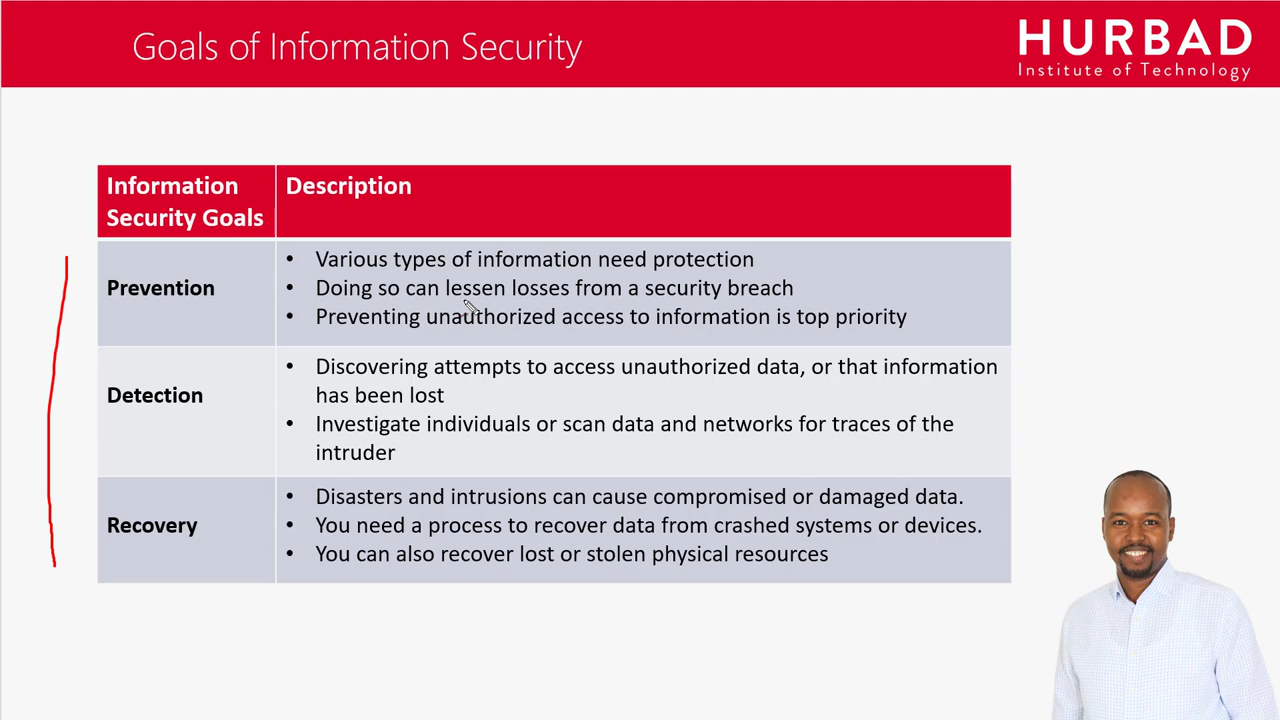 Goals of Information Security
HURBAD
Institute of Technology
Information
Security Goals
Description
Prevention
• Various types of information need protection
• Doing so can lessen losses from a security breach
• Preventing unauthorized access to information is top priority
Detection
• Discovering attempts to access unauthorized data, or that information
has been lost
• Investigate individuals or scan data and networks for traces of the
intruder
Recovery
• Disasters and intrusions can cause compromised or damaged data.
• You need a process to recover data from crashed systems or devices.
• You can also recover lost or stolen physical resources